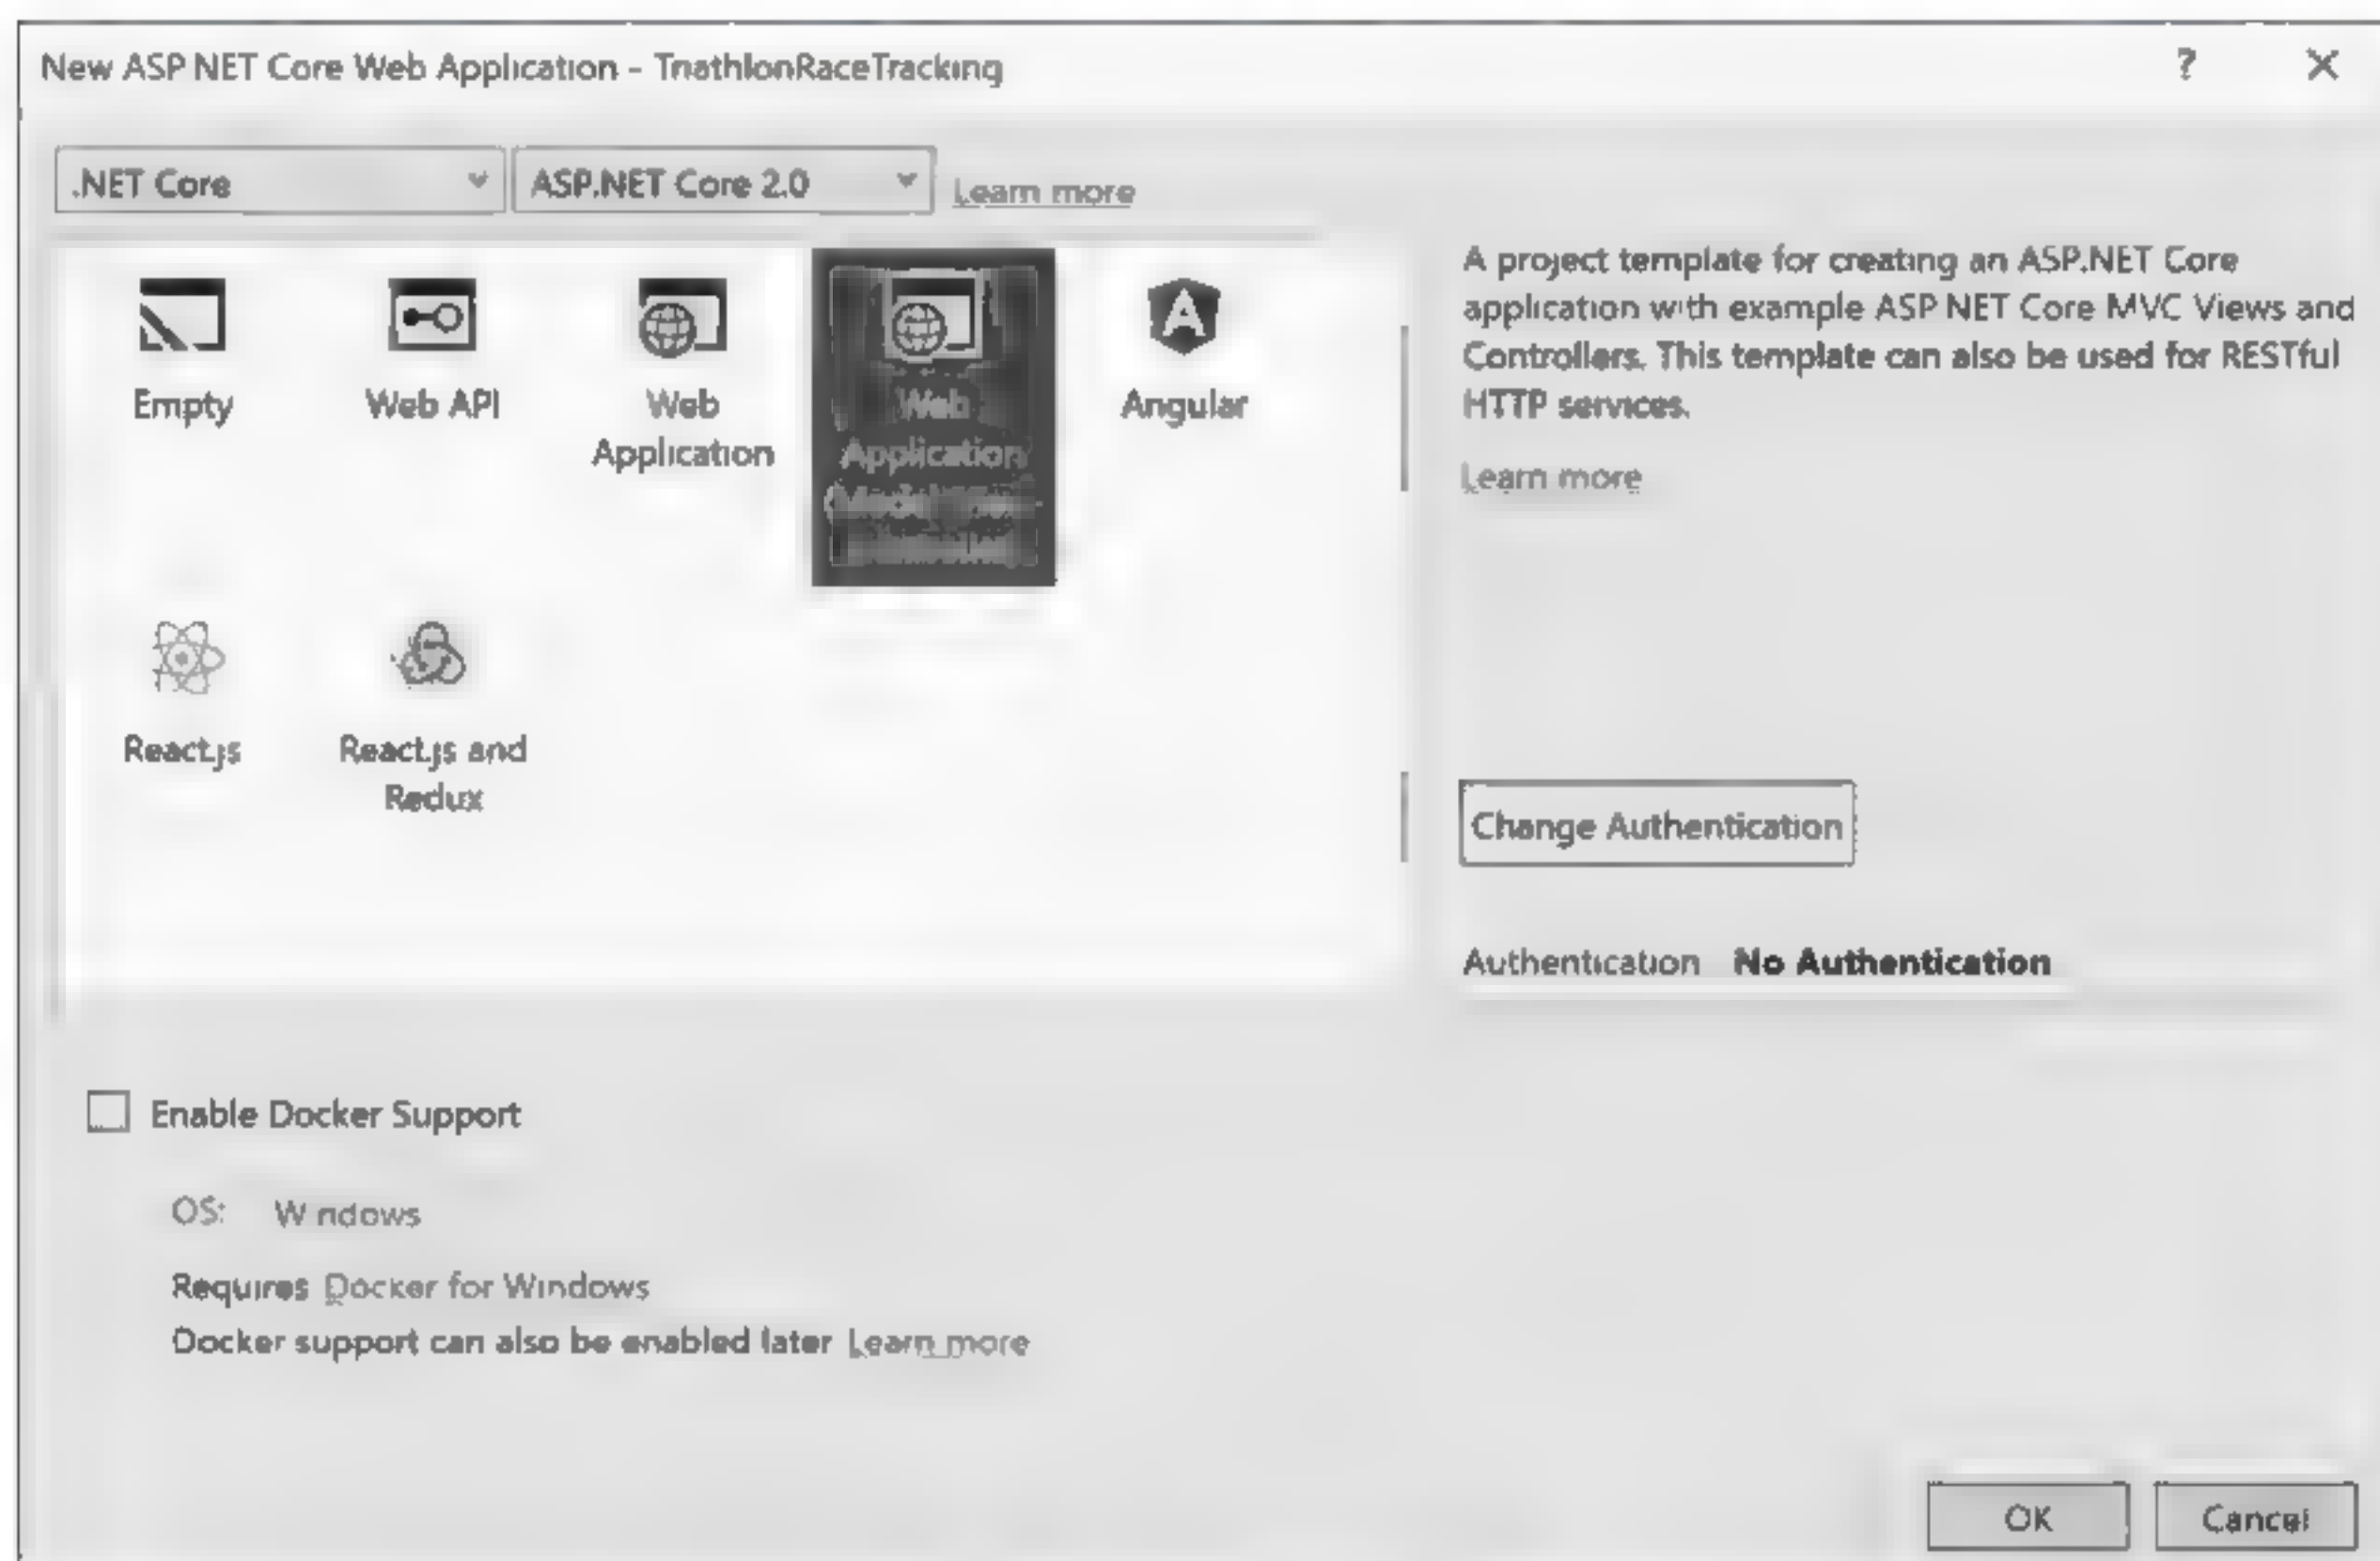 New ASP.NET Core Web Application - TriathlonRaceTracking
? ×
.NET Core ASP.NET Core 2.0 Learn more
Empty Web API Web Application Web Application Angular
React.js React.js and Redux
A project template for creating an ASP.NET Core
application with example ASP.NET Core MVC Views and
Controllers. This template can also be used for RESTful
HTTP services.
Learn more
Change Authentication
Authentication No Authentication
Enable Docker Support
OS: Windows
Requires Docker for Windows
Docker support can also be enabled later Learn more
OK Cancel